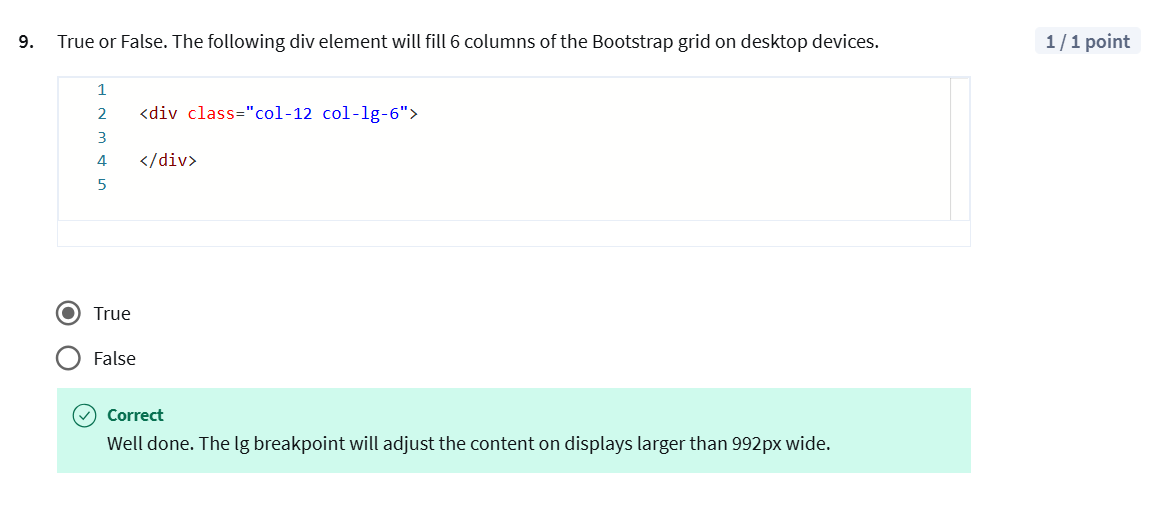 9. True or False. The following div element will fill 6 columns of the Bootstrap grid on desktop devices.
1 / 1 point
1
2 <div class="col-12 col-lg-6">
3
4 </div>
5
True
False
Correct
Well done. The lg breakpoint will adjust the content on displays larger than 992px wide.